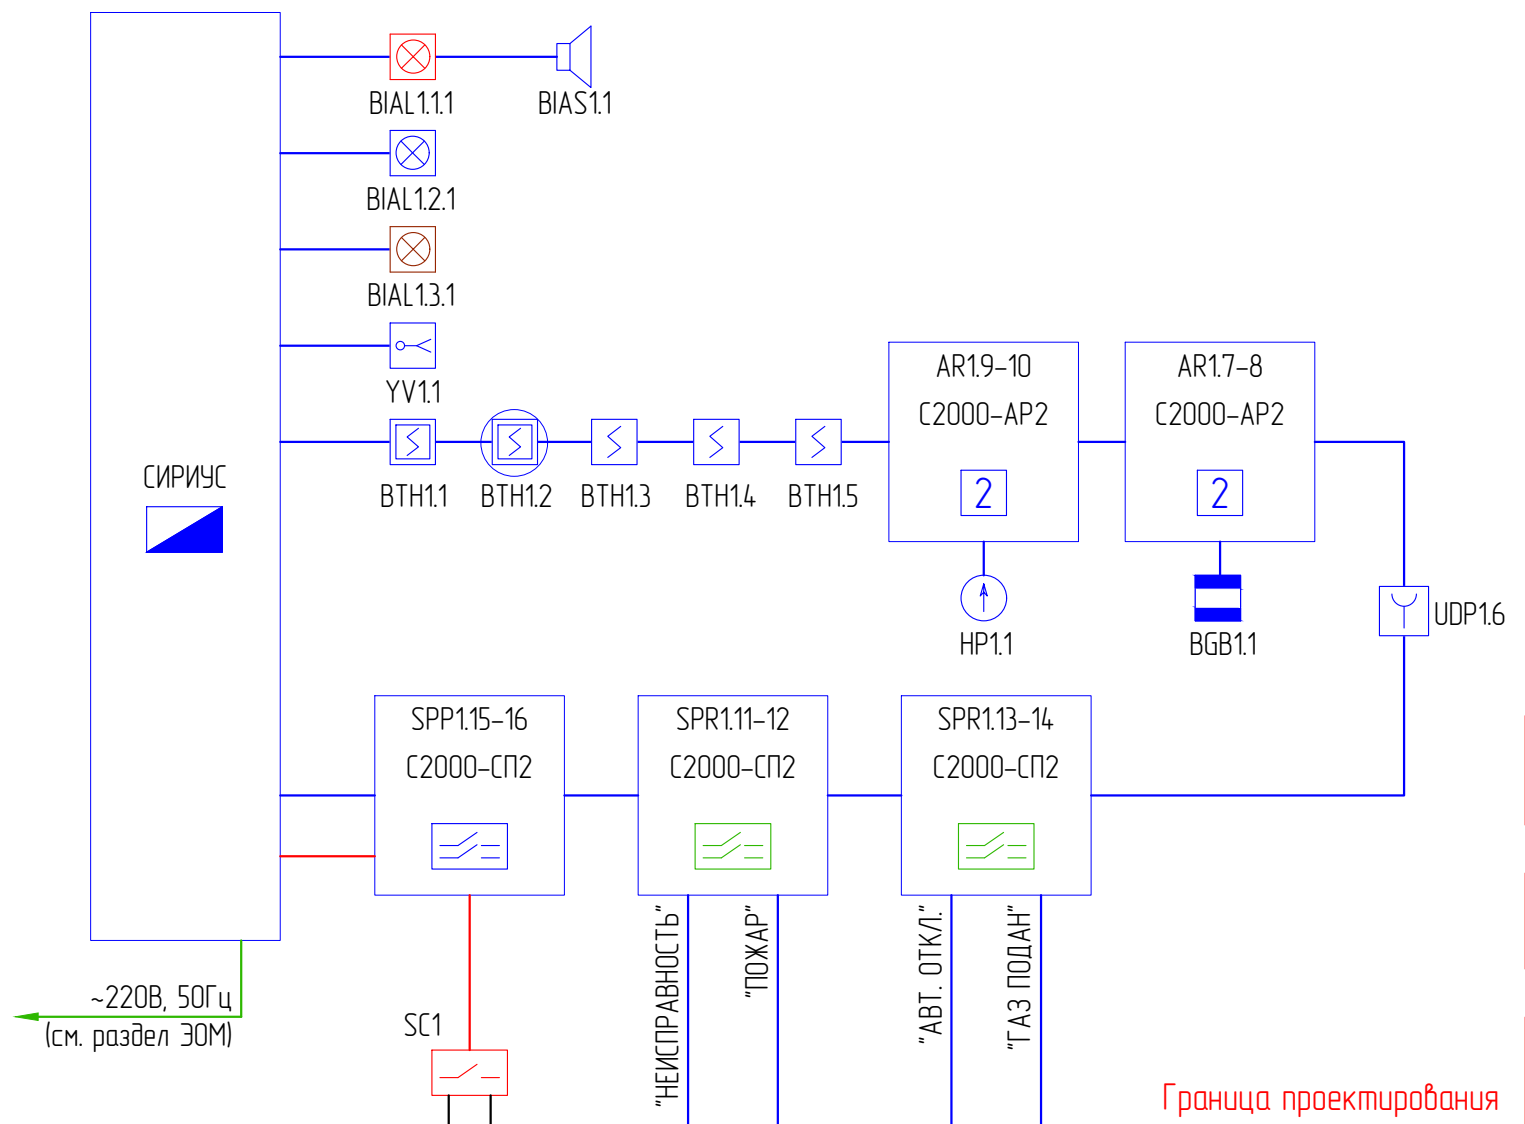 BIAL1.1.1
BIAS1.1
BIAL1.2.1
BIAL1.3.1
YV1.1
СИРИУС
BTH1.1
BTH1.2
BTH1.3
BTH1.4
BTH1.5
AR1.9-10
С2000-АР2
2
HP1.1
AR1.7-8
С2000-АР2
2
BGB1.1
UDP1.6
SPP1.15-16
С2000-СП2
SPR1.11-12
С2000-СП2
SPR1.13-14
С2000-СП2
"НЕИСПРАВНОСТЬ"
"ПОЖАР"
"АВТ. ОТКЛ."
"ГАЗ ПОДАН"
~220В, 50Гц
(см. раздел ЭОМ)
SC1
Граница проектирования